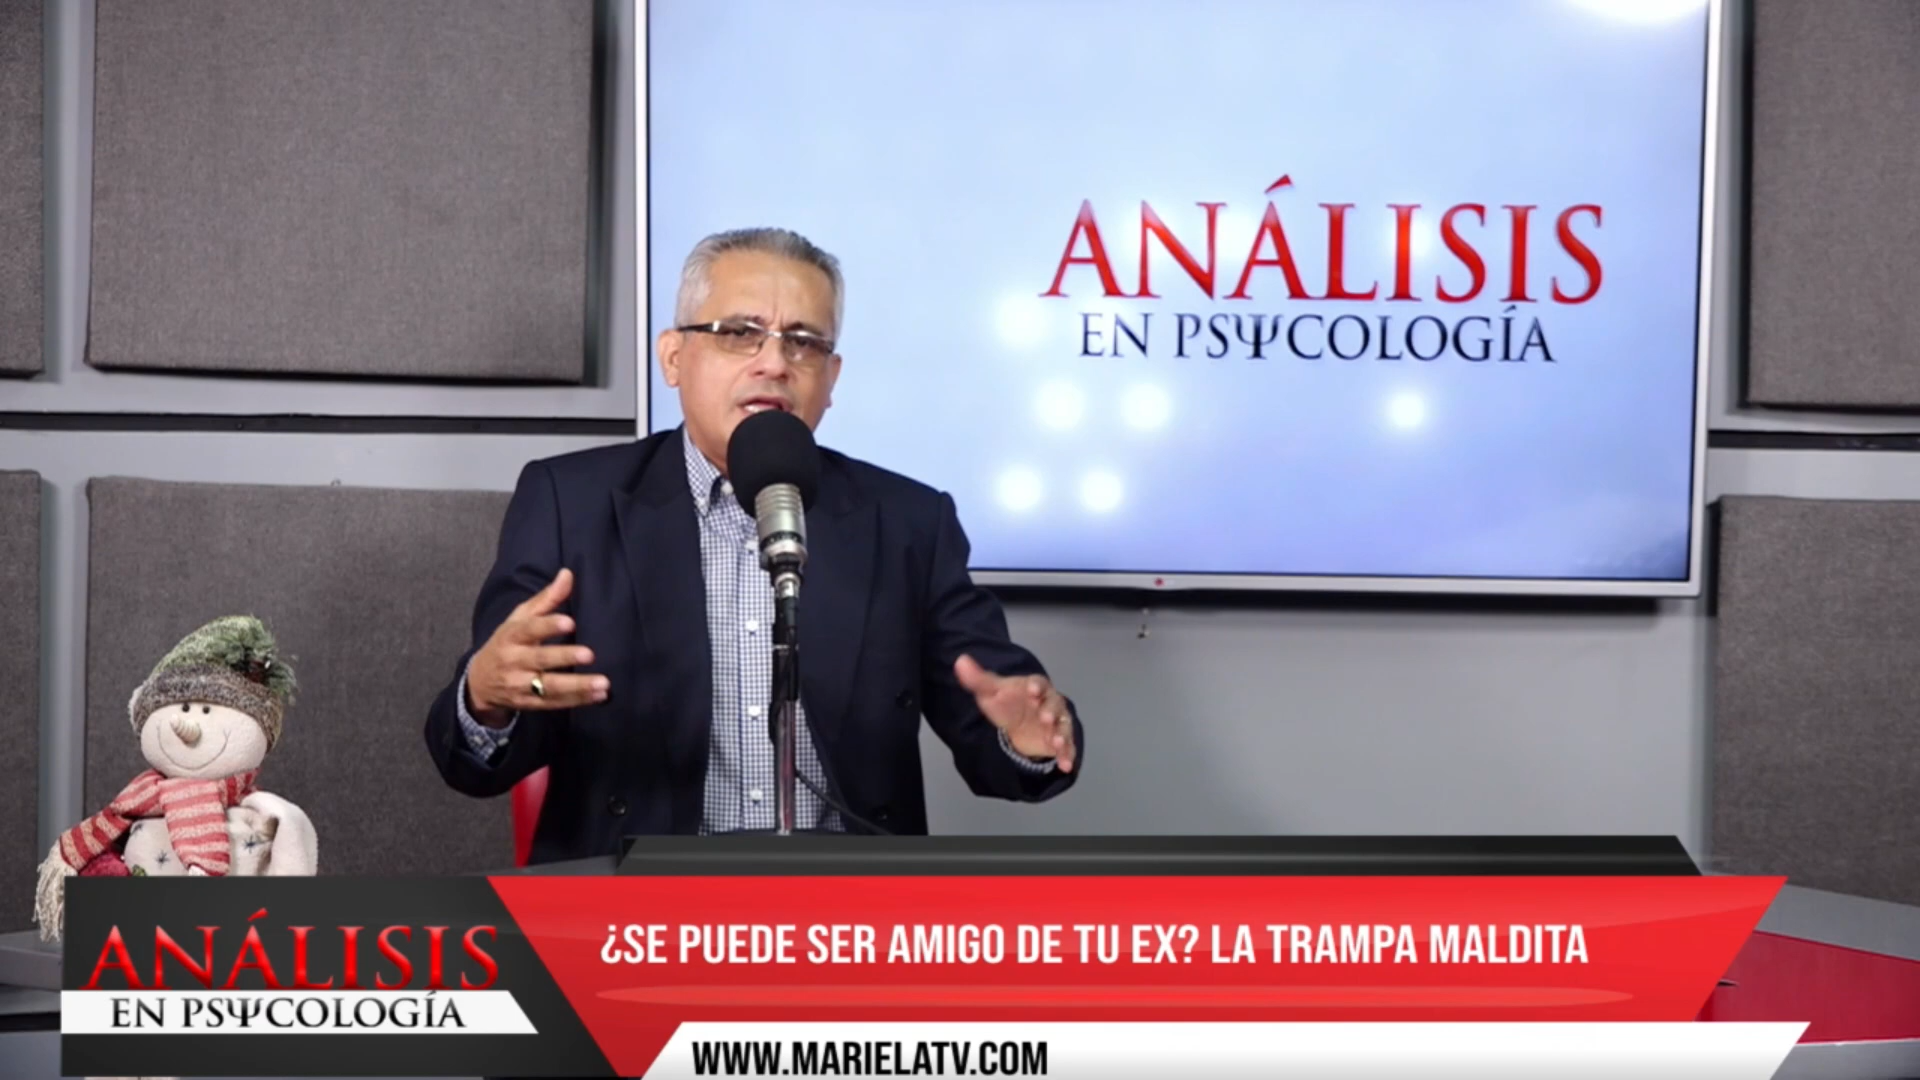 ANÁLISIS
EN PSΨCOLOGÍA
¿SE PUEDE SER AMIGO DE TU EX? LA TRAMPA MALDITA
ANÁLISIS
EN PSΨCOLOGÍA
WWW.MARIELATV.COM